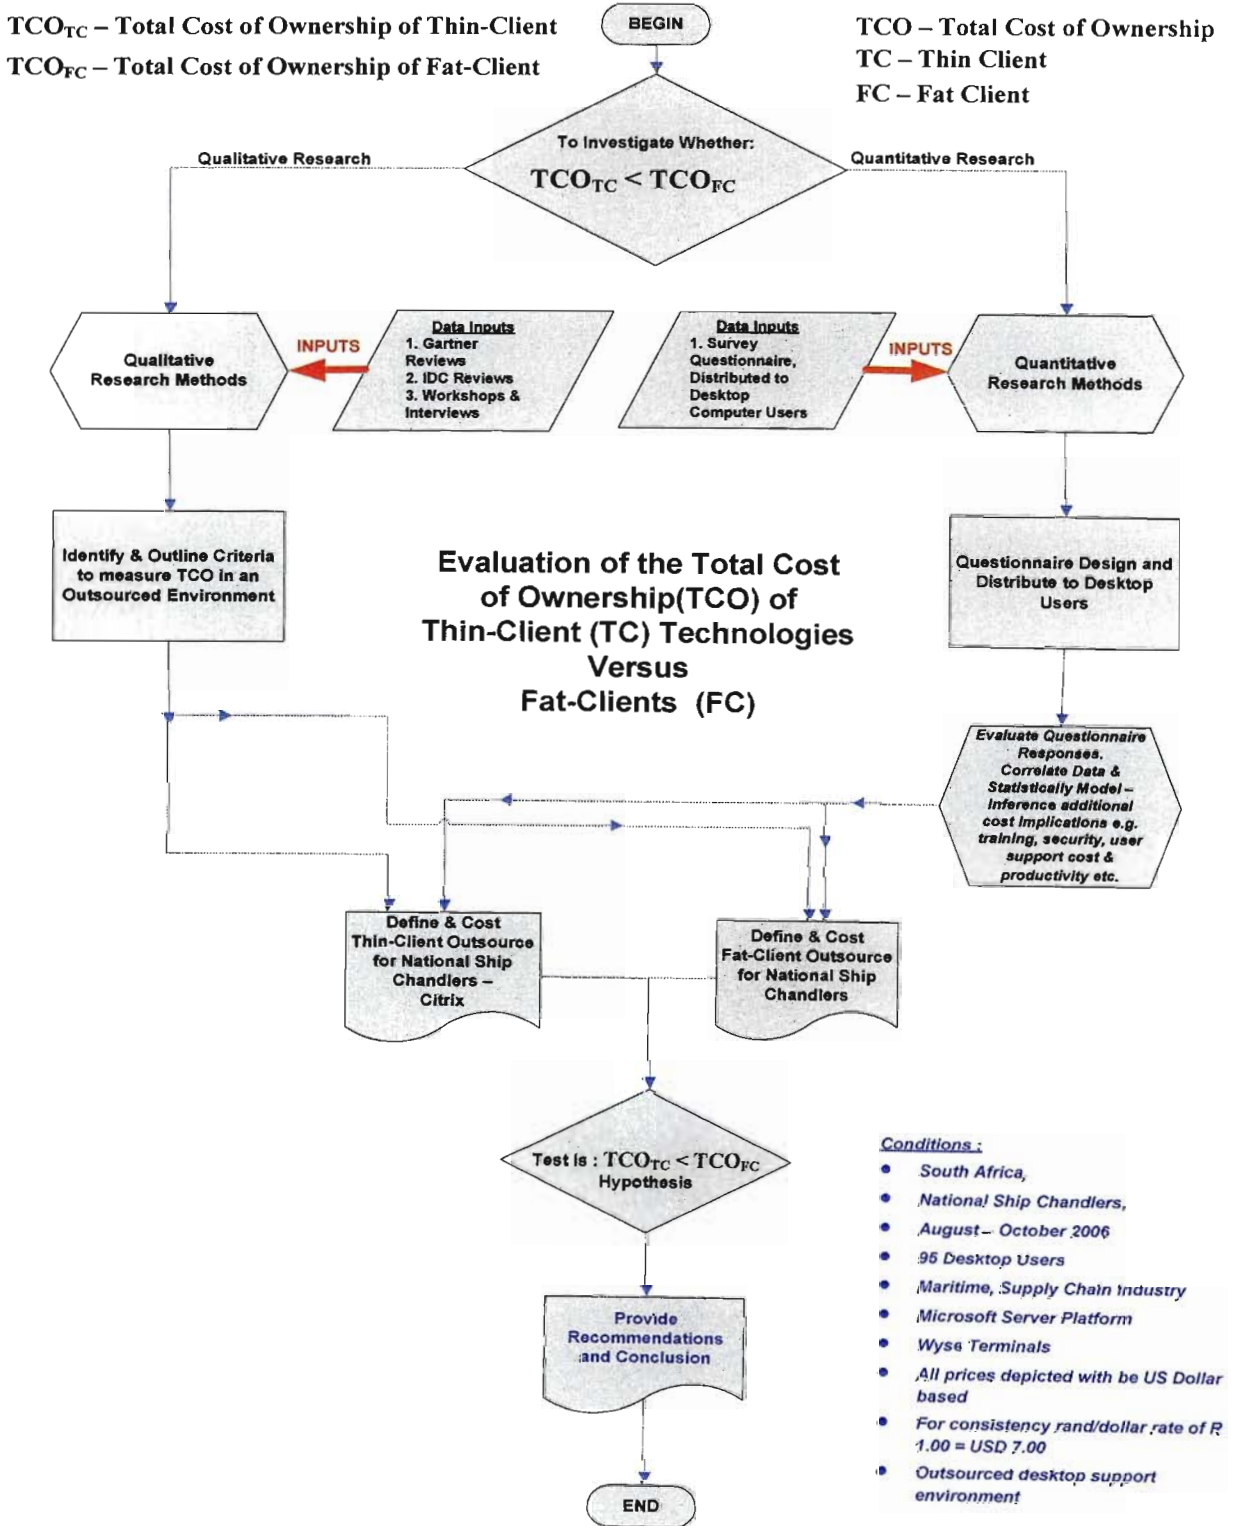 TCO_TC – Total Cost of Ownership of Thin-Client
TCO_FC – Total Cost of Ownership of Fat-Client
BEGIN
TCO – Total Cost of Ownership
TC – Thin Client
FC – Fat Client
To Investigate Whether:
TCO_TC < TCO_FC
Qualitative Research
Quantitative Research
Qualitative
Research Methods
INPUTS
Data Inputs
1. Gartner
Reviews
2. IDC Reviews
3. Workshops &
Interviews
Data Inputs
1. Survey
Questionnaire,
Distributed to
Desktop
Computer Users
INPUTS
Quantitative
Research Methods
Identify & Outline Criteria
to measure TCO in an
Outsourced Environment
Evaluation of the Total Cost
of Ownership(TCO) of
Thin-Client (TC) Technologies
Versus
Fat-Clients (FC)
Questionnaire Design and
Distribute to Desktop
Users
Evaluate Questionnaire
Responses.
Correlate Data &
Statistically Model –
Inference additional
cost implications e.g.
training, security, user
support cost &
productivity etc.
Define & Cost
Thin-Client Outsource
for National Ship
Chandlers –
Citrix
Define & Cost
Fat-Client Outsource
for National Ship
Chandlers
Test is : TCO_TC < TCO_FC
Hypothesis
Provide
Recommendations
and Conclusion
END
Conditions :
• South Africa,
• National Ship Chandlers,
• August – October 2006
• 95 Desktop Users
• Maritime, Supply Chain Industry
• Microsoft Server Platform
• Wyse Terminals
• All prices depicted with be US Dollar
based
• For consistency rand/dollar rate of R
1.00 = USD 7.00
• Outsourced desktop support
environment